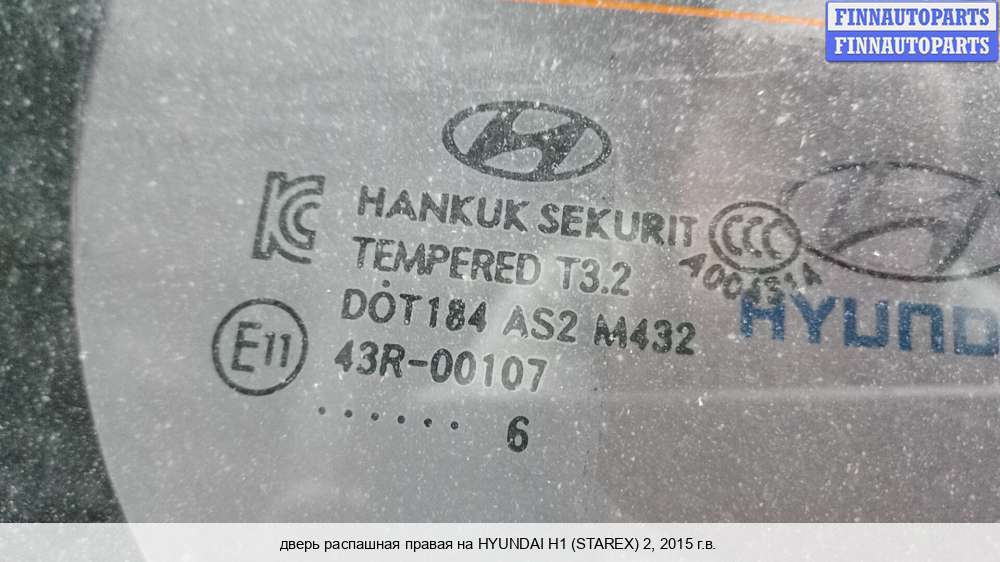 FINNAUTOPARTS
FINNAUTOPARTS
HANKUK SEKURIT
TEMPERED T3.2
DOT184 AS2 M432
43R-00107
E11
...... 6
CCC
HYUND
дверь распашная правая на HYUNDAI H1 (STAREX) 2, 2015 г.в.